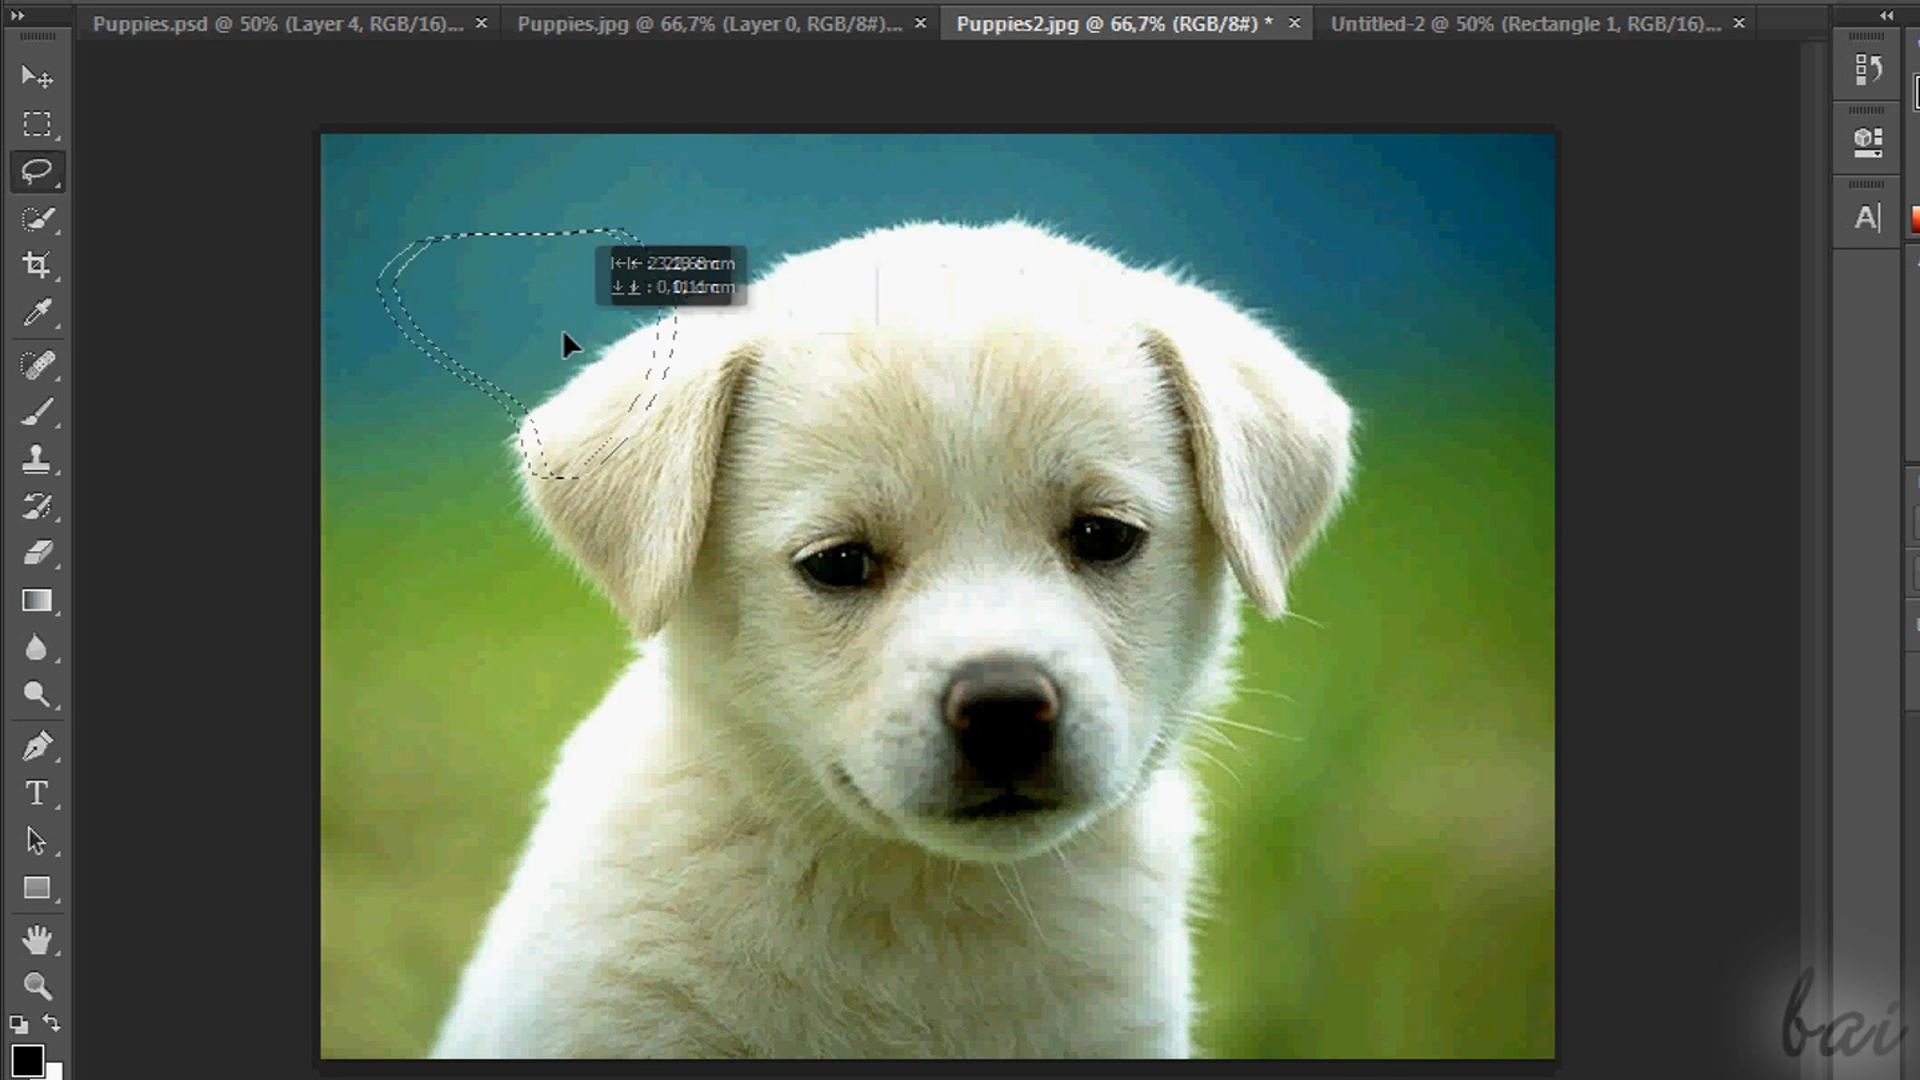 Puppies.psd @ 50% (Layer 4, RGB/16)...
Puppies.jpg @ 66,7% (Layer 0, RGB/8#)...
Puppies2.jpg @ 66,7% (RGB/8#) *
Untitled-2 @ 50% (Rectangle 1, RGB/16)...
A
T
bai